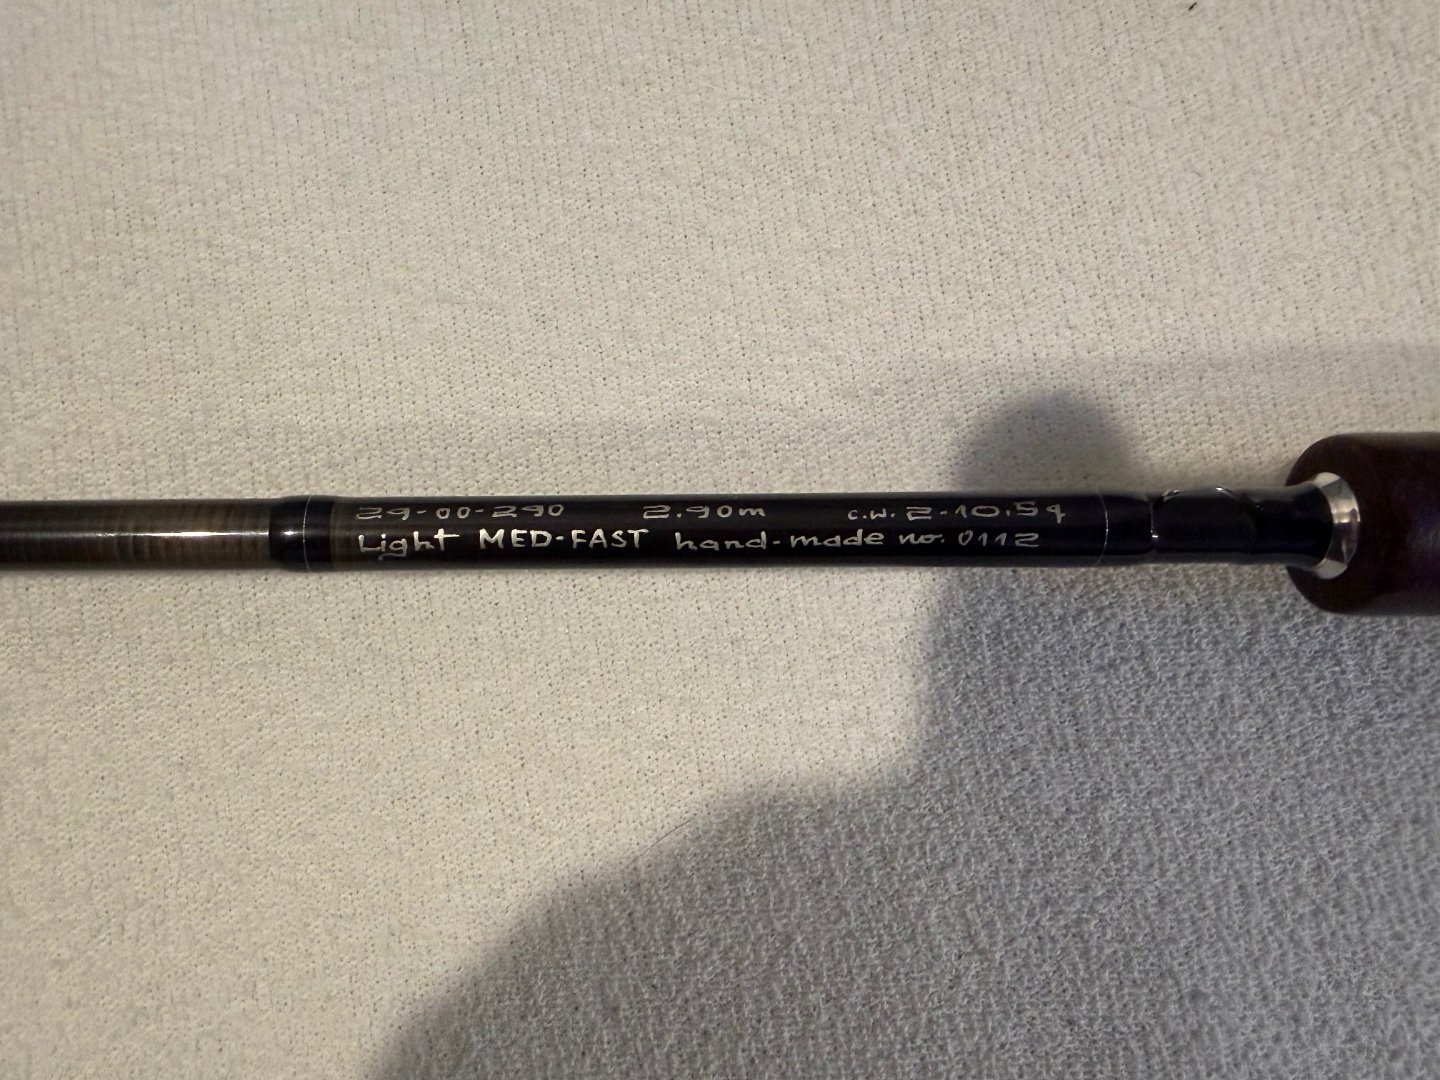 29-00-290 2.90m c.w. 2-10.5g
Light MED-FAST hand-made no. 0112